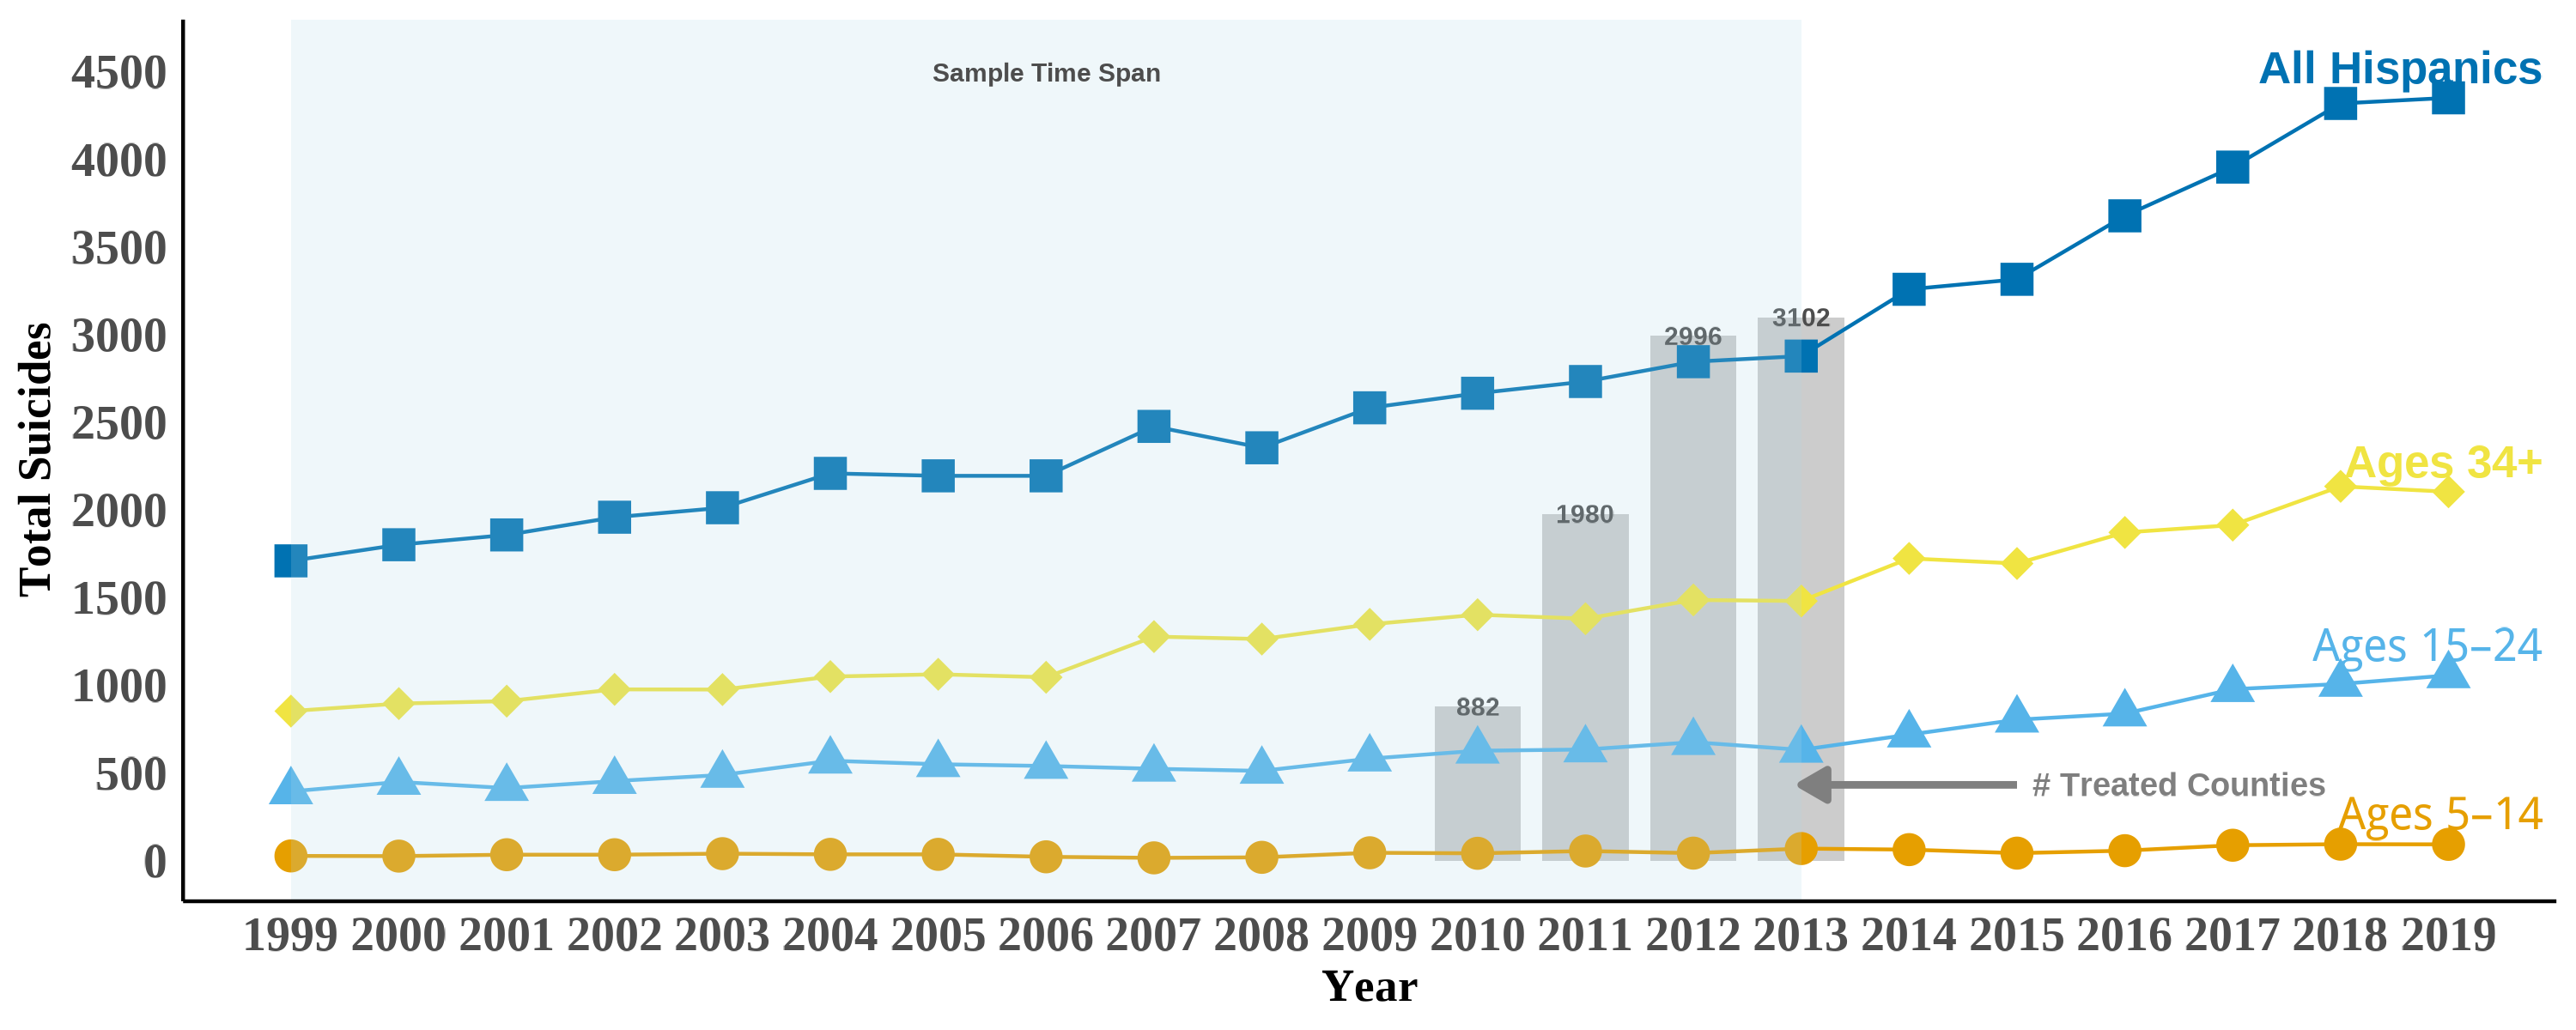 Sample Time Span
All Hispanics
4500
4000
3500
3000
2500
2000
1500
1000
500
0
Total Suicides
3102
2996
1980
882
Ages 34+
Ages 15–24
# Treated Counties
Ages 5–14
1999 2000 2001 2002 2003 2004 2005 2006 2007 2008 2009 2010 2011 2012 2013 2014 2015 2016 2017 2018 2019
Year